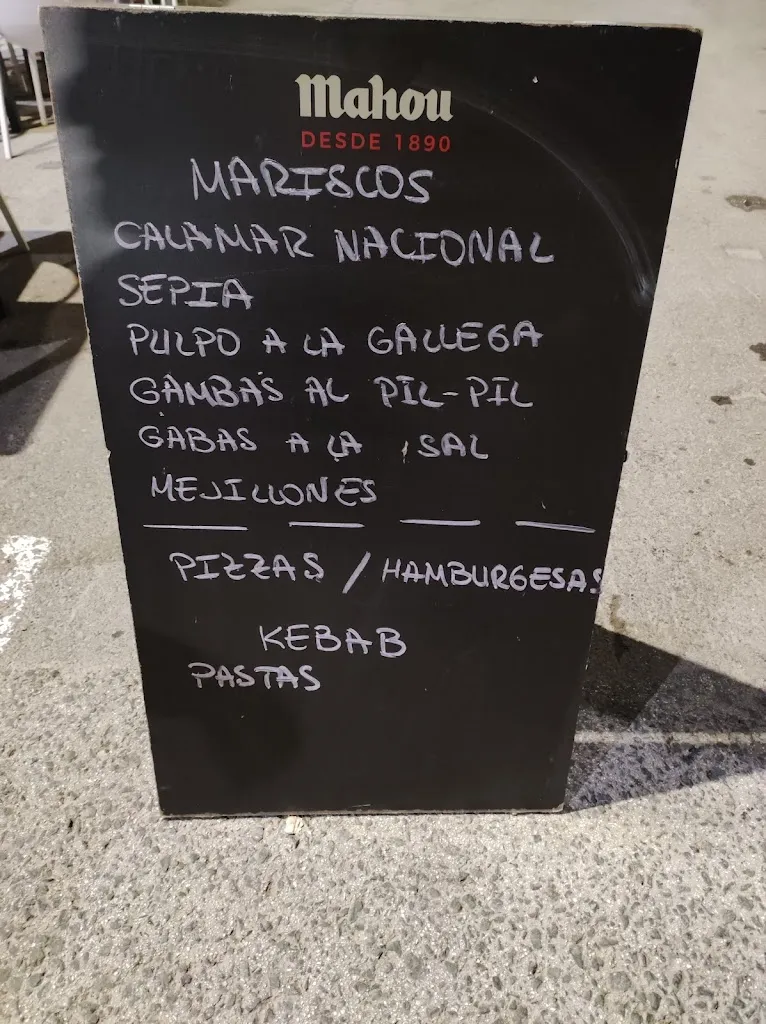 Mahou
DESDE 1890
MARISCOS
CALAMAR NACIONAL
SEPIA
PULPO A LA GALLEGA
GAMBAS AL PIL-PIL
GABAS A LA SAL
MEJILLONES
PIZZAS / HAMBURGESAS
KEBAB
PASTAS